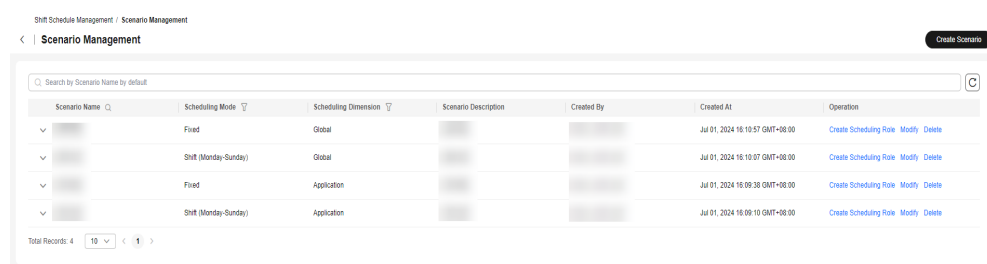 Shift Schedule Management / Scenario Management
Scenario Management
Create Scenario
Search by Scenario Name by default
Scenario Name Scheduling Mode Scheduling Dimension Scenario Description Created By Created At Operation
Fixed Global Jul 01, 2024 16:10:57 GMT+08:00 Create Scheduling Role Modify Delete
Shift (Monday-Sunday) Global Jul 01, 2024 16:10:07 GMT+08:00 Create Scheduling Role Modify Delete
Fixed Application Jul 01, 2024 16:09:38 GMT+08:00 Create Scheduling Role Modify Delete
Shift (Monday-Sunday) Application Jul 01, 2024 16:09:10 GMT+08:00 Create Scheduling Role Modify Delete
Total Records: 4 10 < 1 >